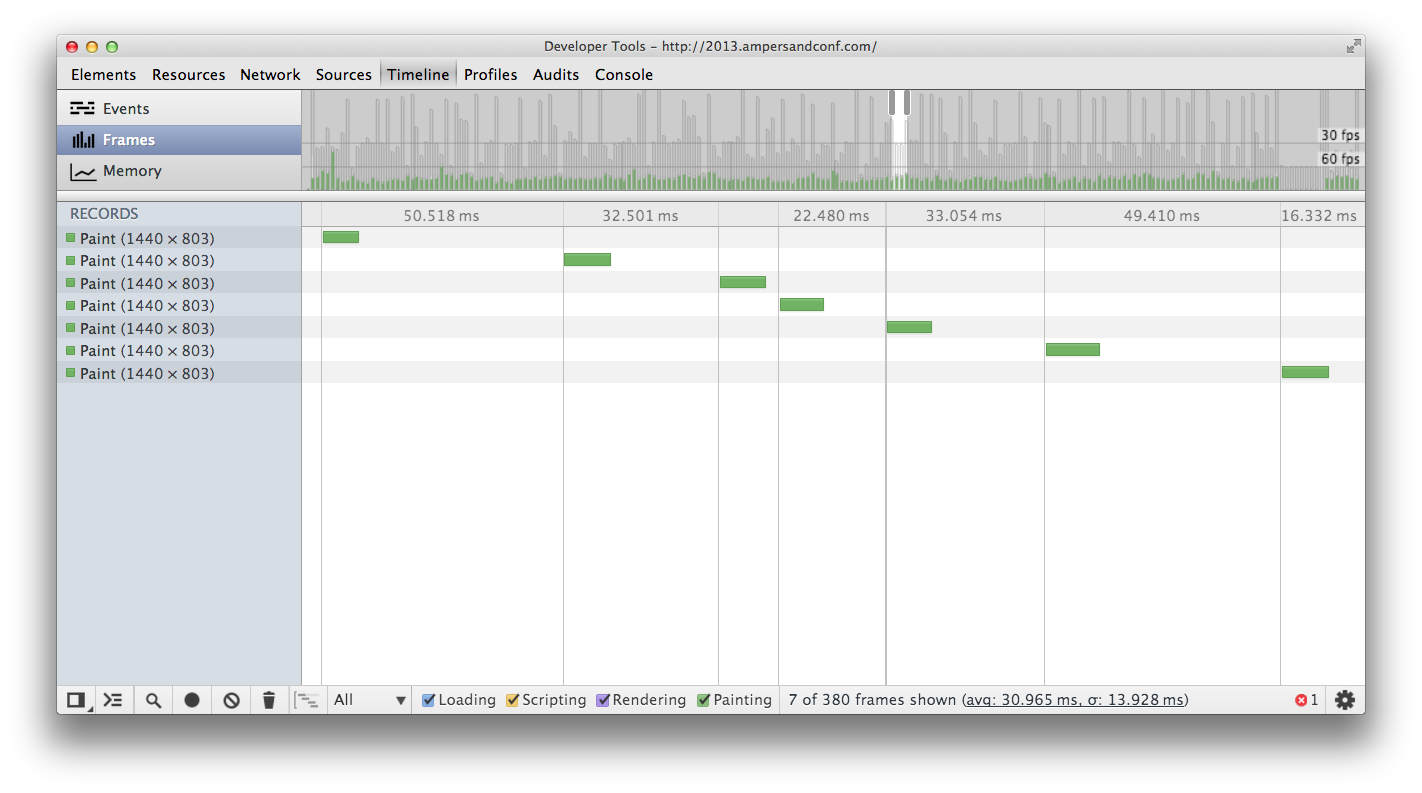 Developer Tools - http://2013.ampersandconf.com/
Elements Resources Network Sources Timeline Profiles Audits Console
Events
Frames
Memory
30 fps
60 fps
RECORDS 50.518 ms 32.501 ms 22.480 ms 33.054 ms 49.410 ms 16.332 ms
Paint (1440 × 803)
Paint (1440 × 803)
Paint (1440 × 803)
Paint (1440 × 803)
Paint (1440 × 803)
Paint (1440 × 803)
Paint (1440 × 803)
All Loading Scripting Rendering Painting 7 of 380 frames shown (avg: 30.965 ms, σ: 13.928 ms) 1